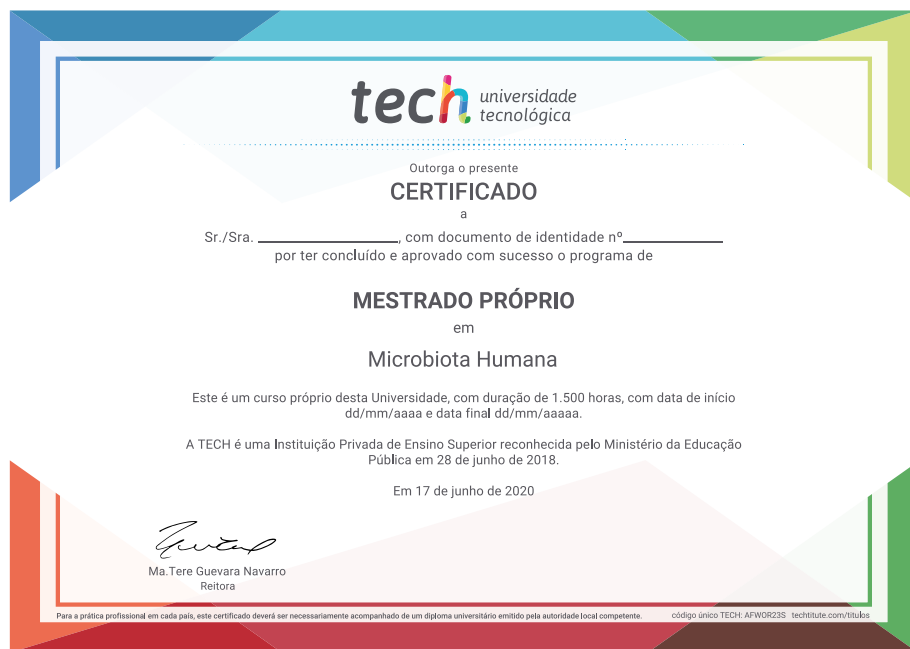 tech universidade
tecnológica
Outorga o presente
CERTIFICADO
a
Sr./Sra. ____________, com documento de identidade nº____________
por ter concluído e aprovado com sucesso o programa de
MESTRADO PRÓPRIO
em
Microbiota Humana
Este é um curso próprio desta Universidade, com duração de 1.500 horas, com data de início
dd/mm/aaaa e data final dd/mm/aaaaa.
A TECH é uma Instituição Privada de Ensino Superior reconhecida pelo Ministério da Educação
Pública em 28 de junho de 2018.
Em 17 de junho de 2020
Ma.Tere Guevara Navarro
Reitora
Para a prática profissional em cada país, este certificado deverá ser necessariamente acompanhado de um diploma universitário emitido pela autoridade local competente. código único TECH: AFWOR23S techtitute.com/titulos